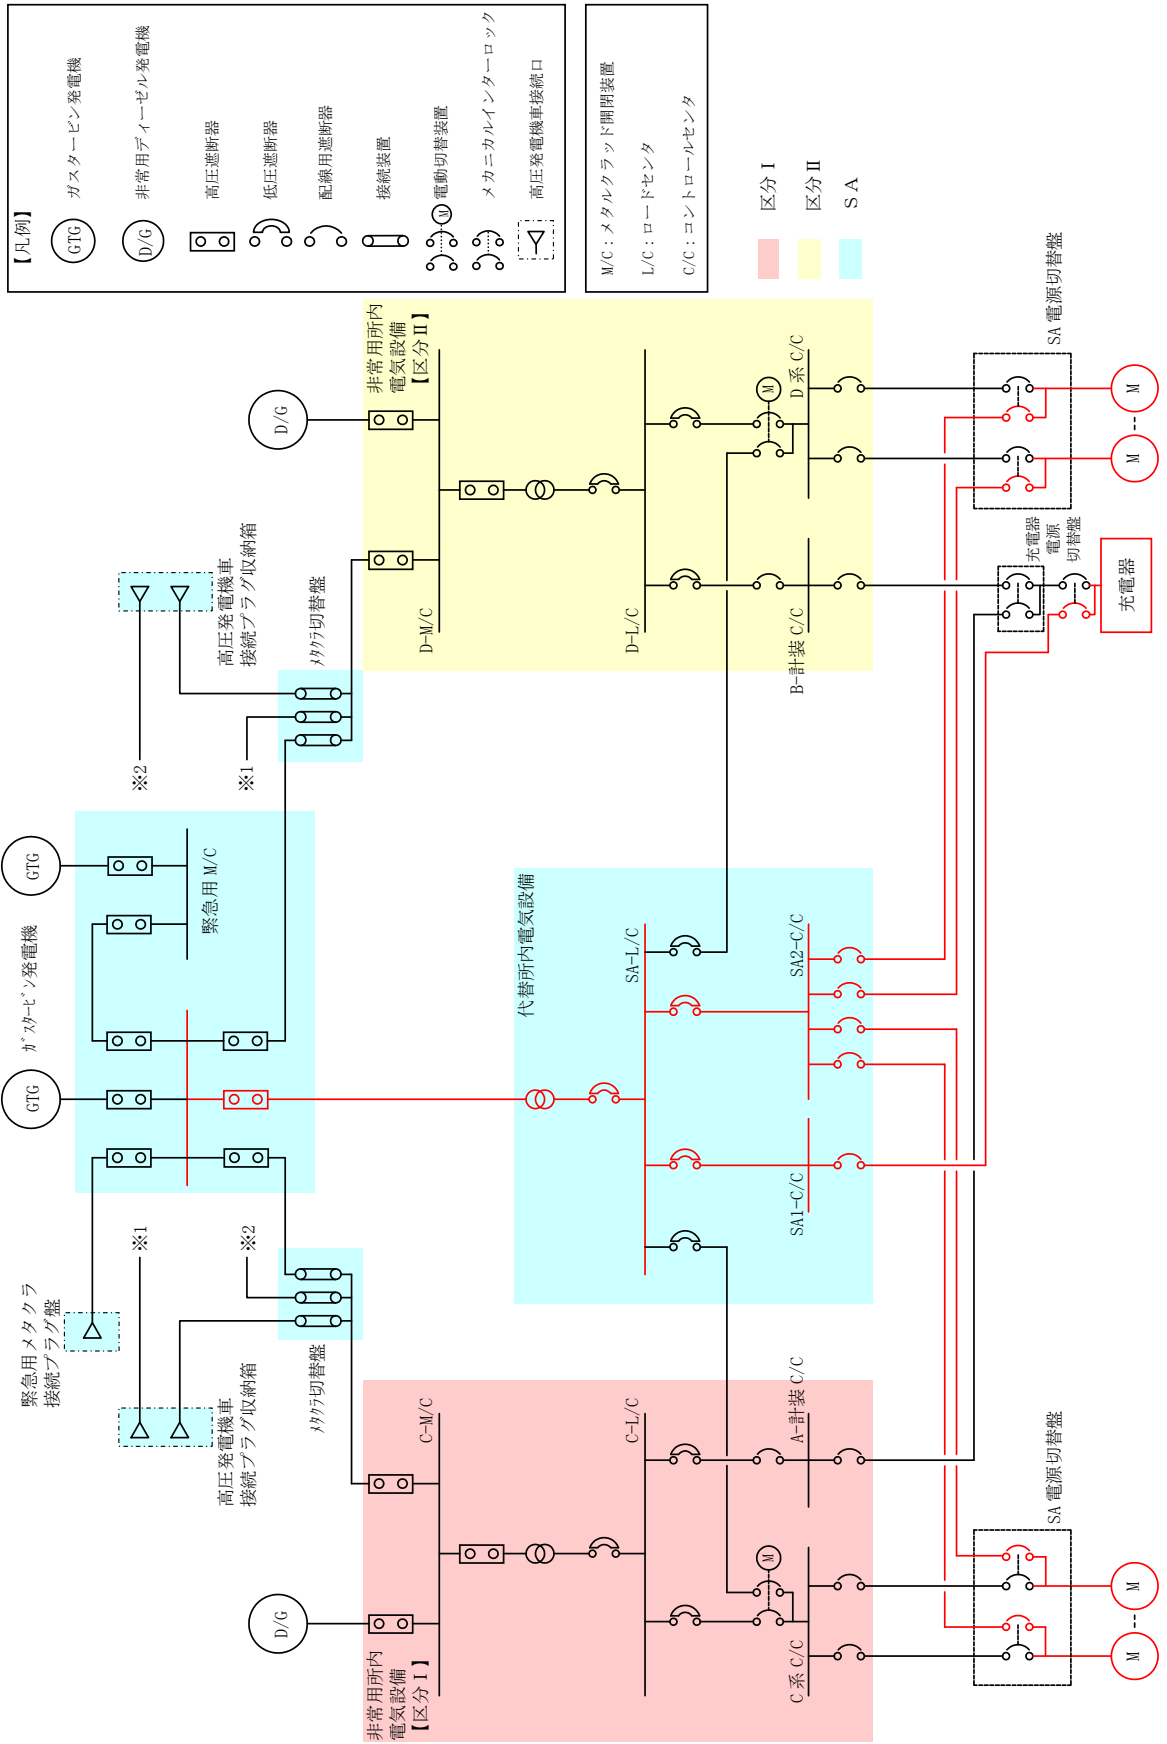 【凡例】
GTG
ガスタービン発電機
D/G
非常用ディーゼル発電機
高圧遮断器
低圧遮断器
配線用遮断器
接続装置
M
電動切替装置
メカニカルインターロック
高圧発電機車接続口
M/C：メタルクラッド開閉装置
L/C：ロードセンタ
C/C：コントロールセンタ
区分Ⅰ
区分Ⅱ
ＳＡ
緊急用メタクラ
接続プラグ盤
GTG
ｶﾞｽﾀｰﾋﾞﾝ発電機
GTG
緊急用 M/C
高圧発電機車
接続プラグ収納箱
※1
※2
ﾒﾀｸﾗ切替盤
高圧発電機車
接続プラグ収納箱
※2
※1
ﾒﾀｸﾗ切替盤
非常用所内
電気設備
【区分Ⅰ】
D/G
C-M/C
C-L/C
M
C 系 C/C
A-計装 C/C
代替所内電気設備
SA-L/C
SA1-C/C
SA2-C/C
非常用所内
電気設備
【区分Ⅱ】
D/G
D-M/C
D-L/C
M
B-計装 C/C
D 系 C/C
SA 電源切替盤
M
M
充電器
電源
切替盤
充電器
SA 電源切替盤
M
M